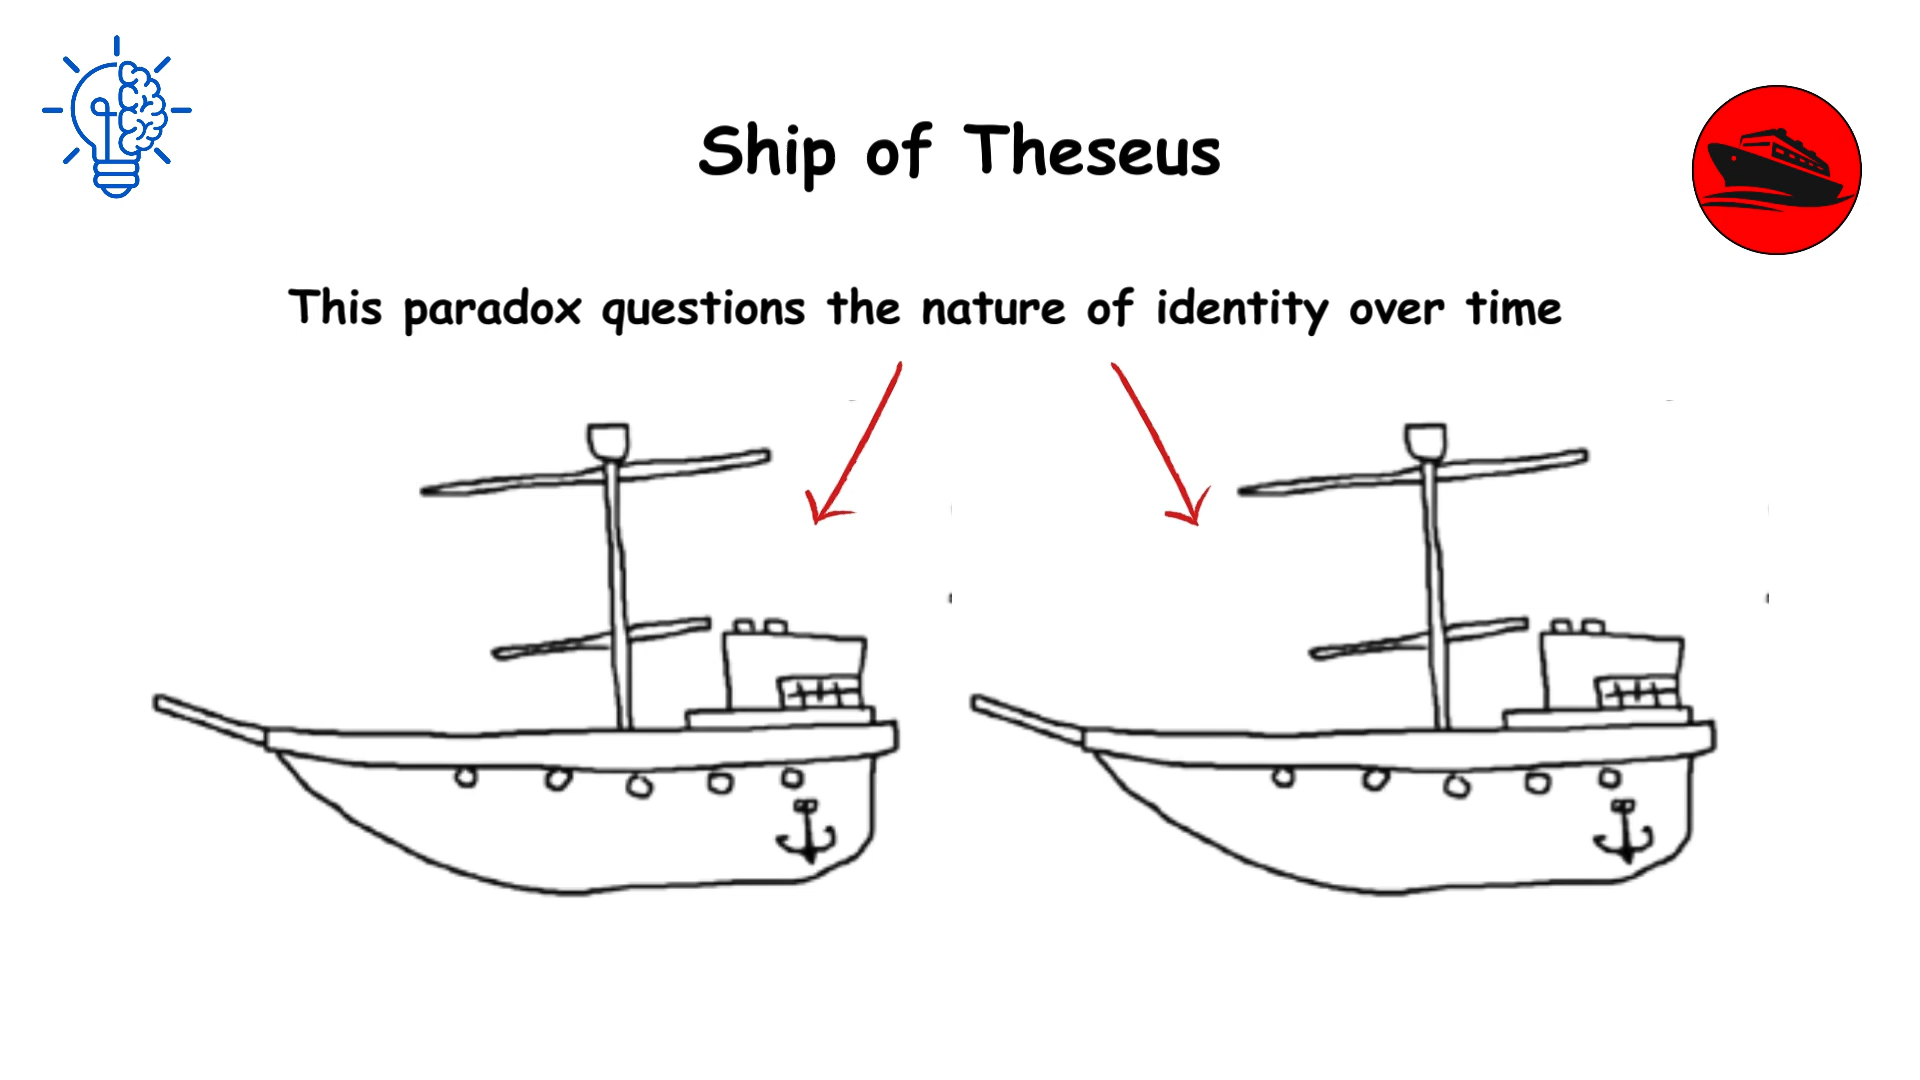 Ship of Theseus
This paradox questions the nature of identity over time